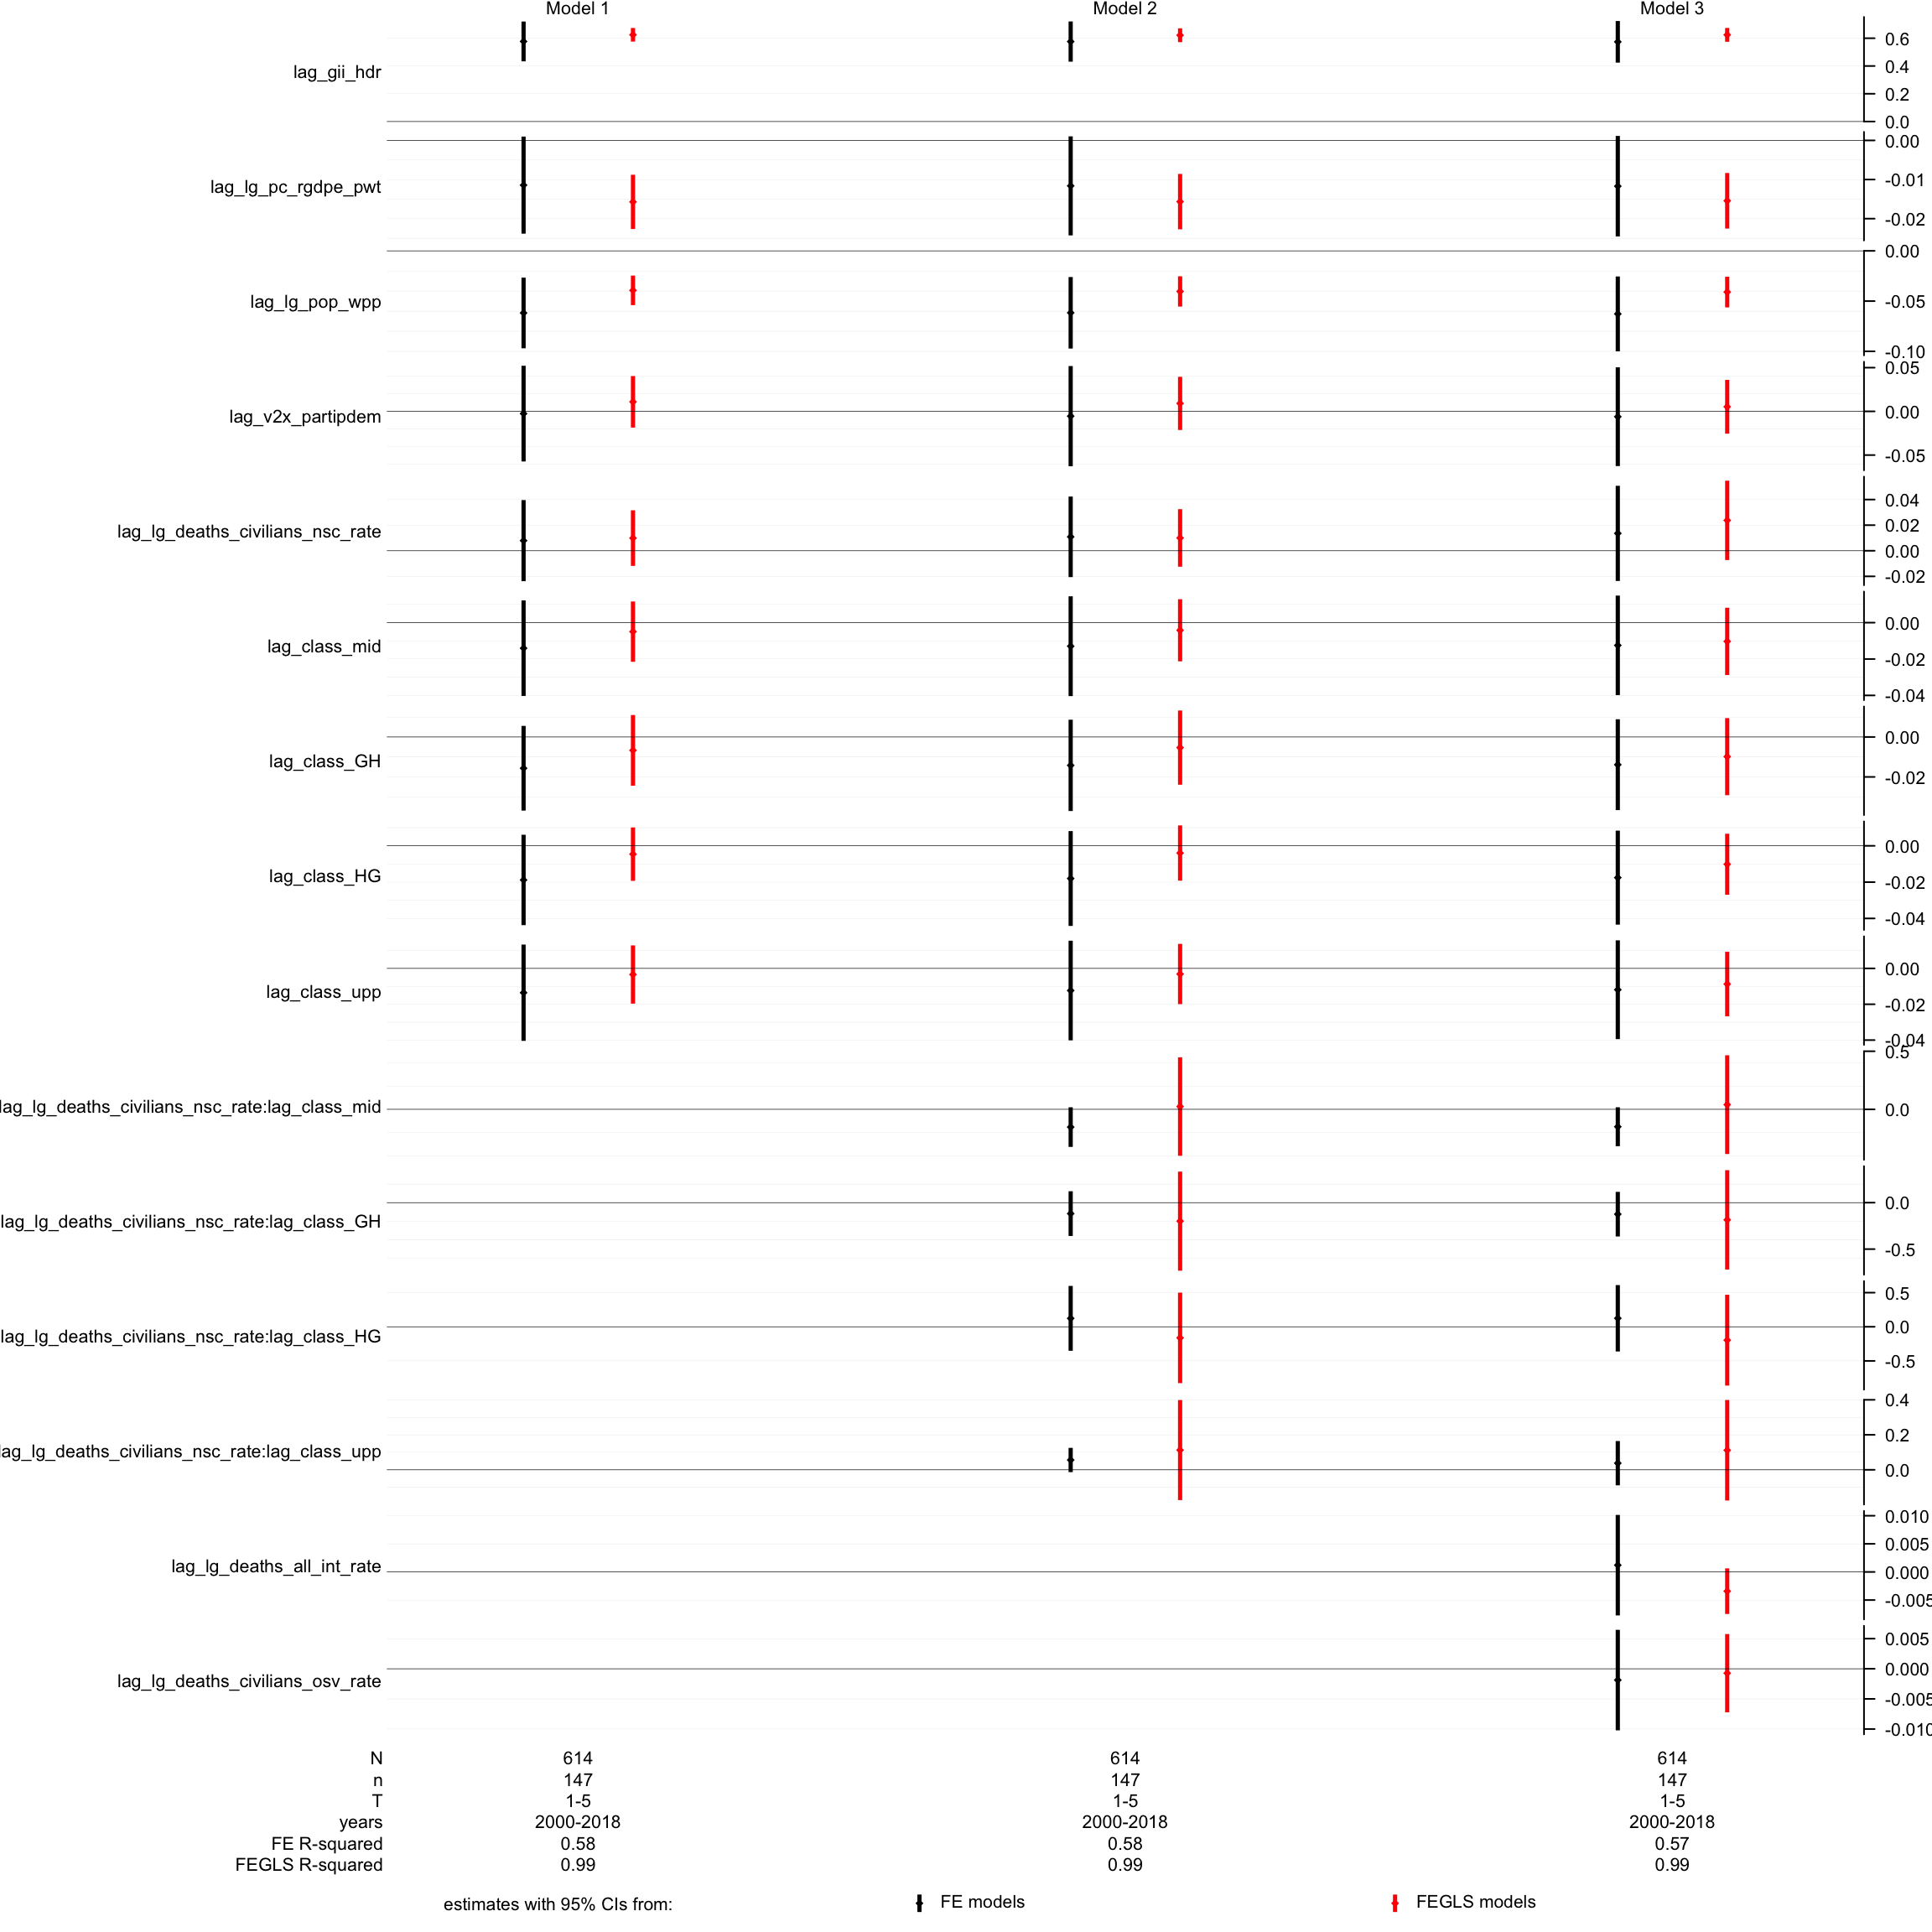 Model 1 Model 2 Model 3
lag_gii_hdr
0.6
0.4
0.2
0.0
lag_lg_pc_rgdpe_pwt
0.00
-0.01
-0.02
lag_lg_pop_wpp
0.00
-0.05
-0.10
lag_v2x_partipdem
0.05
0.00
-0.05
lag_lg_deaths_civilians_nsc_rate
0.04
0.02
0.00
-0.02
lag_class_mid
0.00
-0.02
-0.04
lag_class_GH
0.00
-0.02
lag_class_HG
0.00
-0.02
-0.04
lag_class_upp
0.00
-0.02
-0.04
lag_lg_deaths_civilians_nsc_rate:lag_class_mid
0.5
0.0
lag_lg_deaths_civilians_nsc_rate:lag_class_GH
0.0
-0.5
lag_lg_deaths_civilians_nsc_rate:lag_class_HG
0.5
0.0
-0.5
lag_lg_deaths_civilians_nsc_rate:lag_class_upp
0.4
0.2
0.0
lag_lg_deaths_all_int_rate
0.010
0.005
0.000
-0.005
lag_lg_deaths_civilians_osv_rate
0.005
0.000
-0.005
-0.010
N 614 614 614
n 147 147 147
T 1-5 1-5 1-5
years 2000-2018 2000-2018 2000-2018
FE R-squared 0.58 0.58 0.57
FEGLS R-squared 0.99 0.99 0.99
estimates with 95% CIs from: FE models FEGLS models